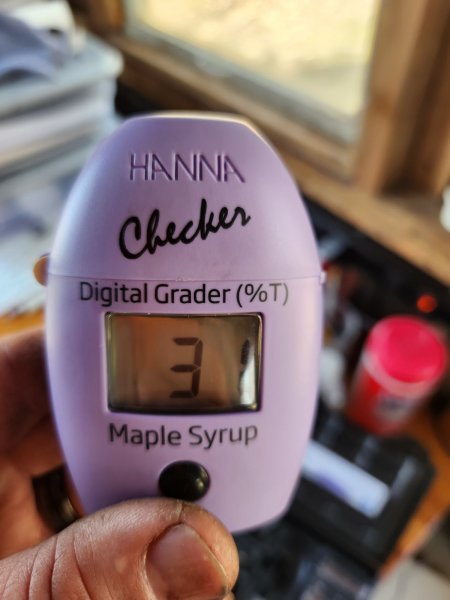 HANNA
Checker
Digital Grader (%T)
31
Maple Syrup